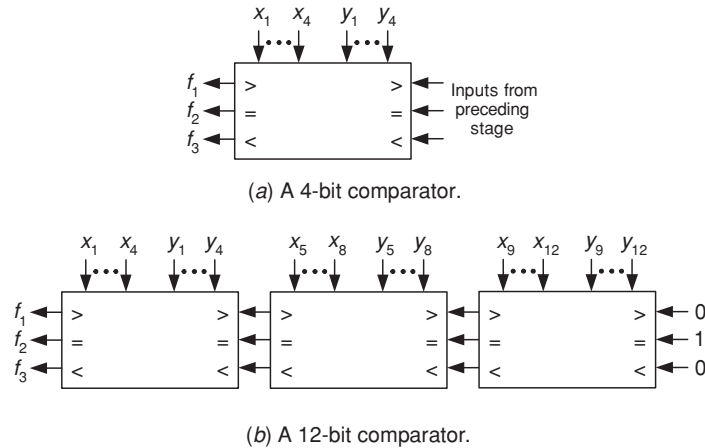 x₁ x₄ y₁ y₄
f₁ > >
f₂ = =
f₃ < <
Inputs from
preceding
stage
(a) A 4-bit comparator.
x₁ x₄ y₁ y₄ x₅ x₈ y₅ y₈ x₉ x₁₂ y₉ y₁₂
f₁ > > > > > > 0
f₂ = = = = = = 1
f₃ < < < < < < 0
(b) A 12-bit comparator.